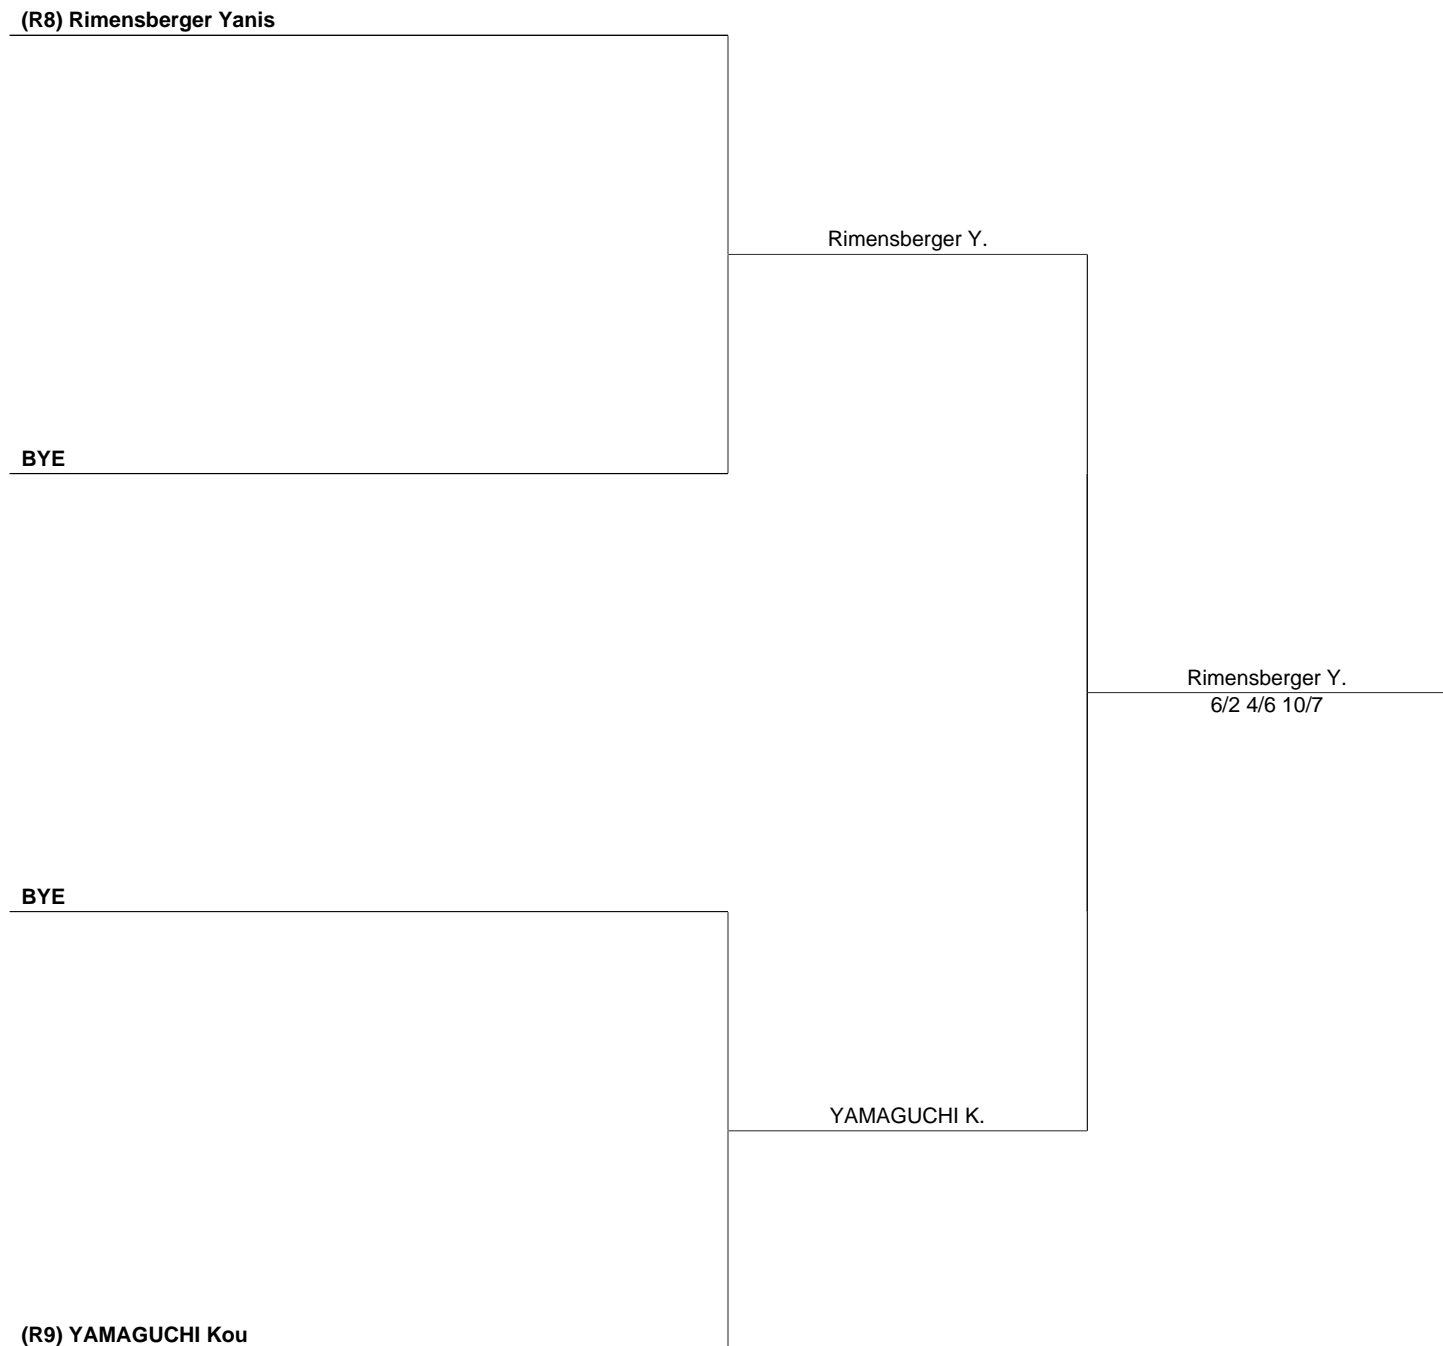 (R8) Rimensberger Yanis
Rimensberger Y.
BYE
Rimensberger Y.
6/2 4/6 10/7
BYE
YAMAGUCHI K.
(R9) YAMAGUCHI Kou